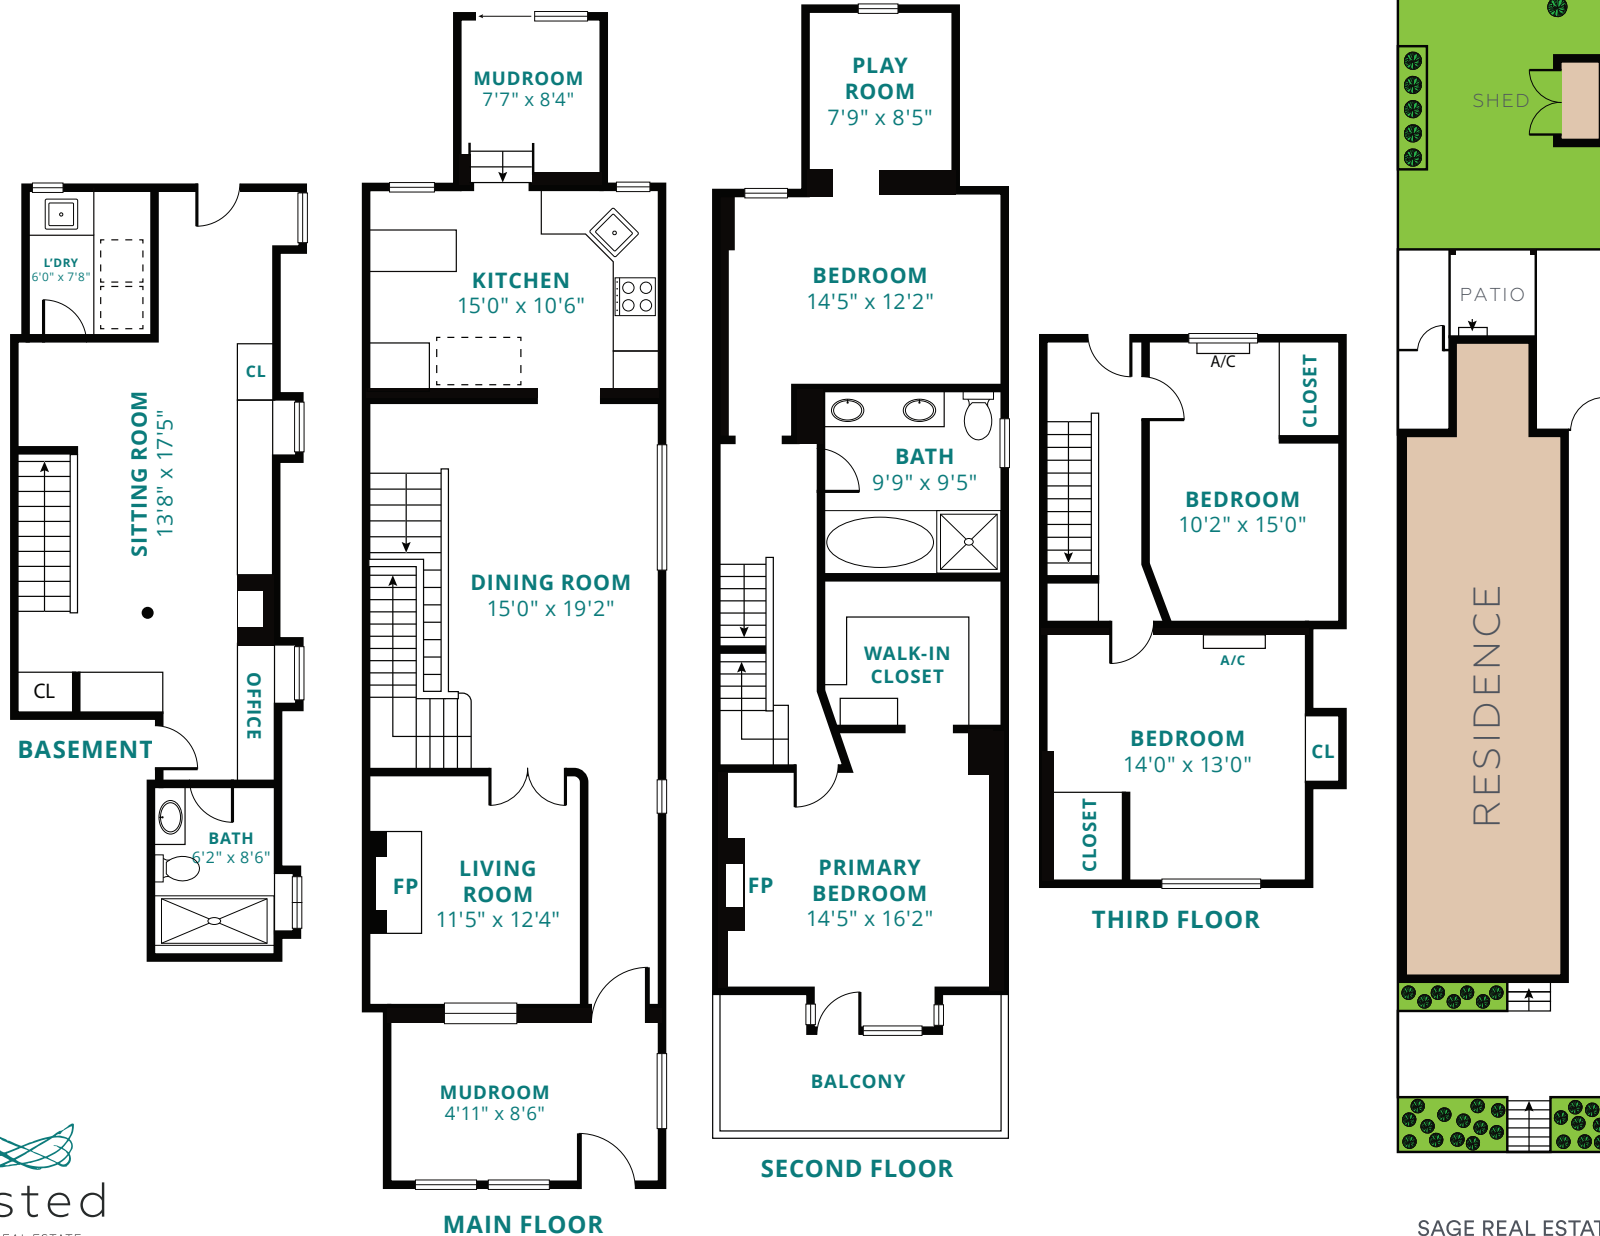 L'DRY
6'0" x 7'8"
CL
SITTING ROOM
13'8" x 17'5"
CL
OFFICE
BASEMENT
BATH
6'2" x 8'6"
MUDROOM
7'7" x 8'4"
KITCHEN
15'0" x 10'6"
DINING ROOM
15'0" x 19'2"
FP
LIVING
ROOM
11'5" x 12'4"
MUDROOM
4'11" x 8'6"
MAIN FLOOR
PLAY
ROOM
7'9" x 8'5"
BEDROOM
14'5" x 12'2"
BATH
9'9" x 9'5"
WALK-IN
CLOSET
FP
PRIMARY
BEDROOM
14'5" x 16'2"
BALCONY
SECOND FLOOR
A/C
CLOSET
BEDROOM
10'2" x 15'0"
A/C
BEDROOM
14'0" x 13'0"
CL
CLOSET
THIRD FLOOR
SHED
PATIO
RESIDENCE
sted
SAGE REAL ESTAT